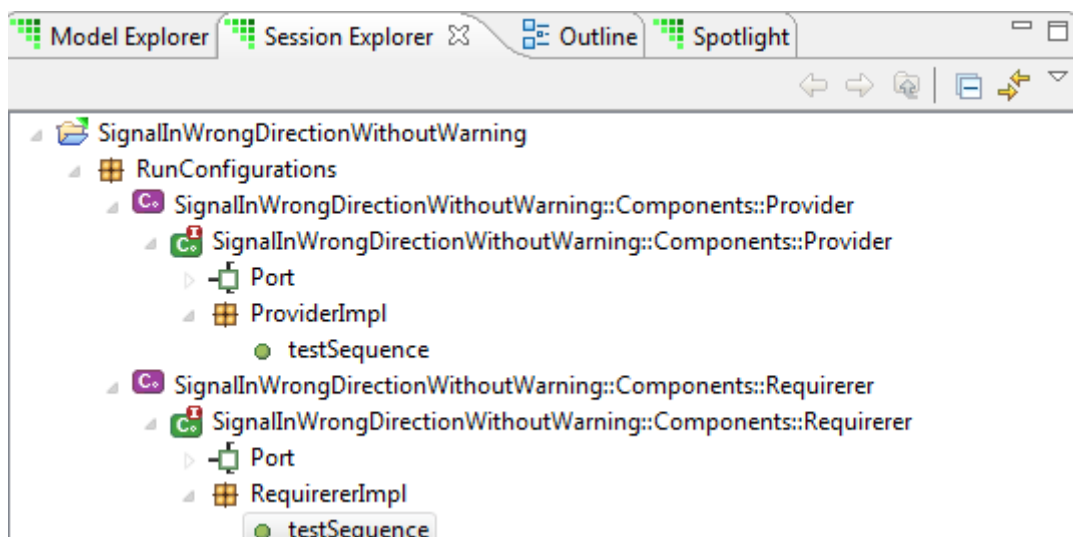 Model Explorer Session Explorer Outline Spotlight
SignalInWrongDirectionWithoutWarning
RunConfigurations
SignalInWrongDirectionWithoutWarning::Components::Provider
SignalInWrongDirectionWithoutWarning::Components::Provider
Port
ProviderImpl
testSequence
SignalInWrongDirectionWithoutWarning::Components::Requirerer
SignalInWrongDirectionWithoutWarning::Components::Requirerer
Port
RequirererImpl
testSequence